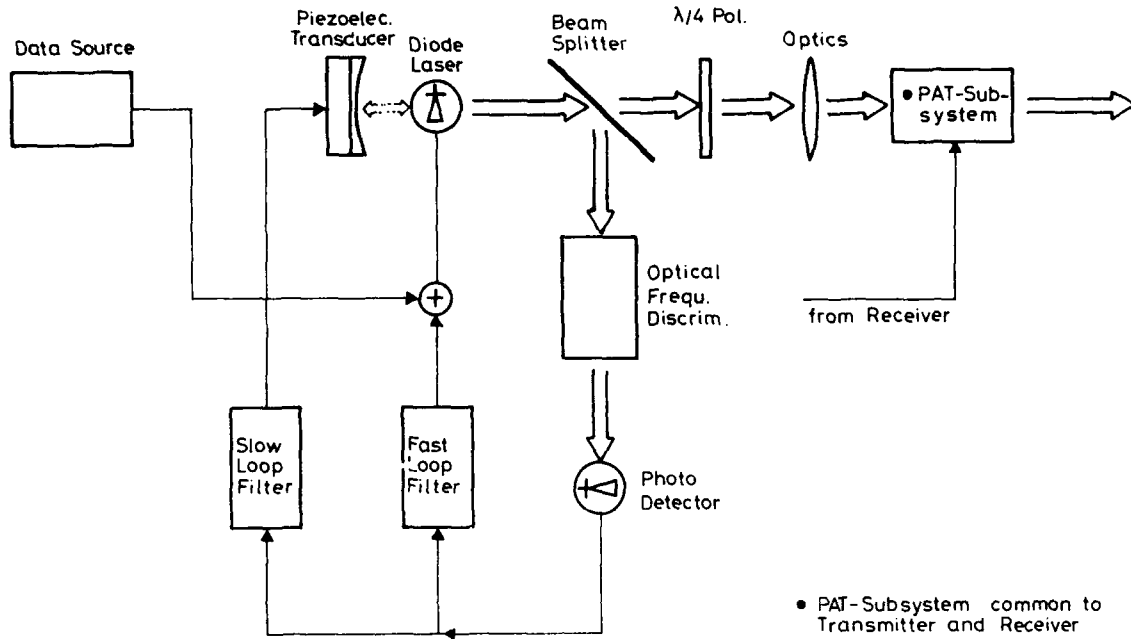 Data Source
Piezoelec.
Transducer
Diode
Laser
Beam
Splitter
λ/4 Pol.
Optics
• PAT-Sub-
system
Optical
Frequ.
Discrim.
from Receiver
Slow
Loop
Filter
Fast
Loop
Filter
Photo
Detector
• PAT-Subsystem common to
Transmitter and Receiver